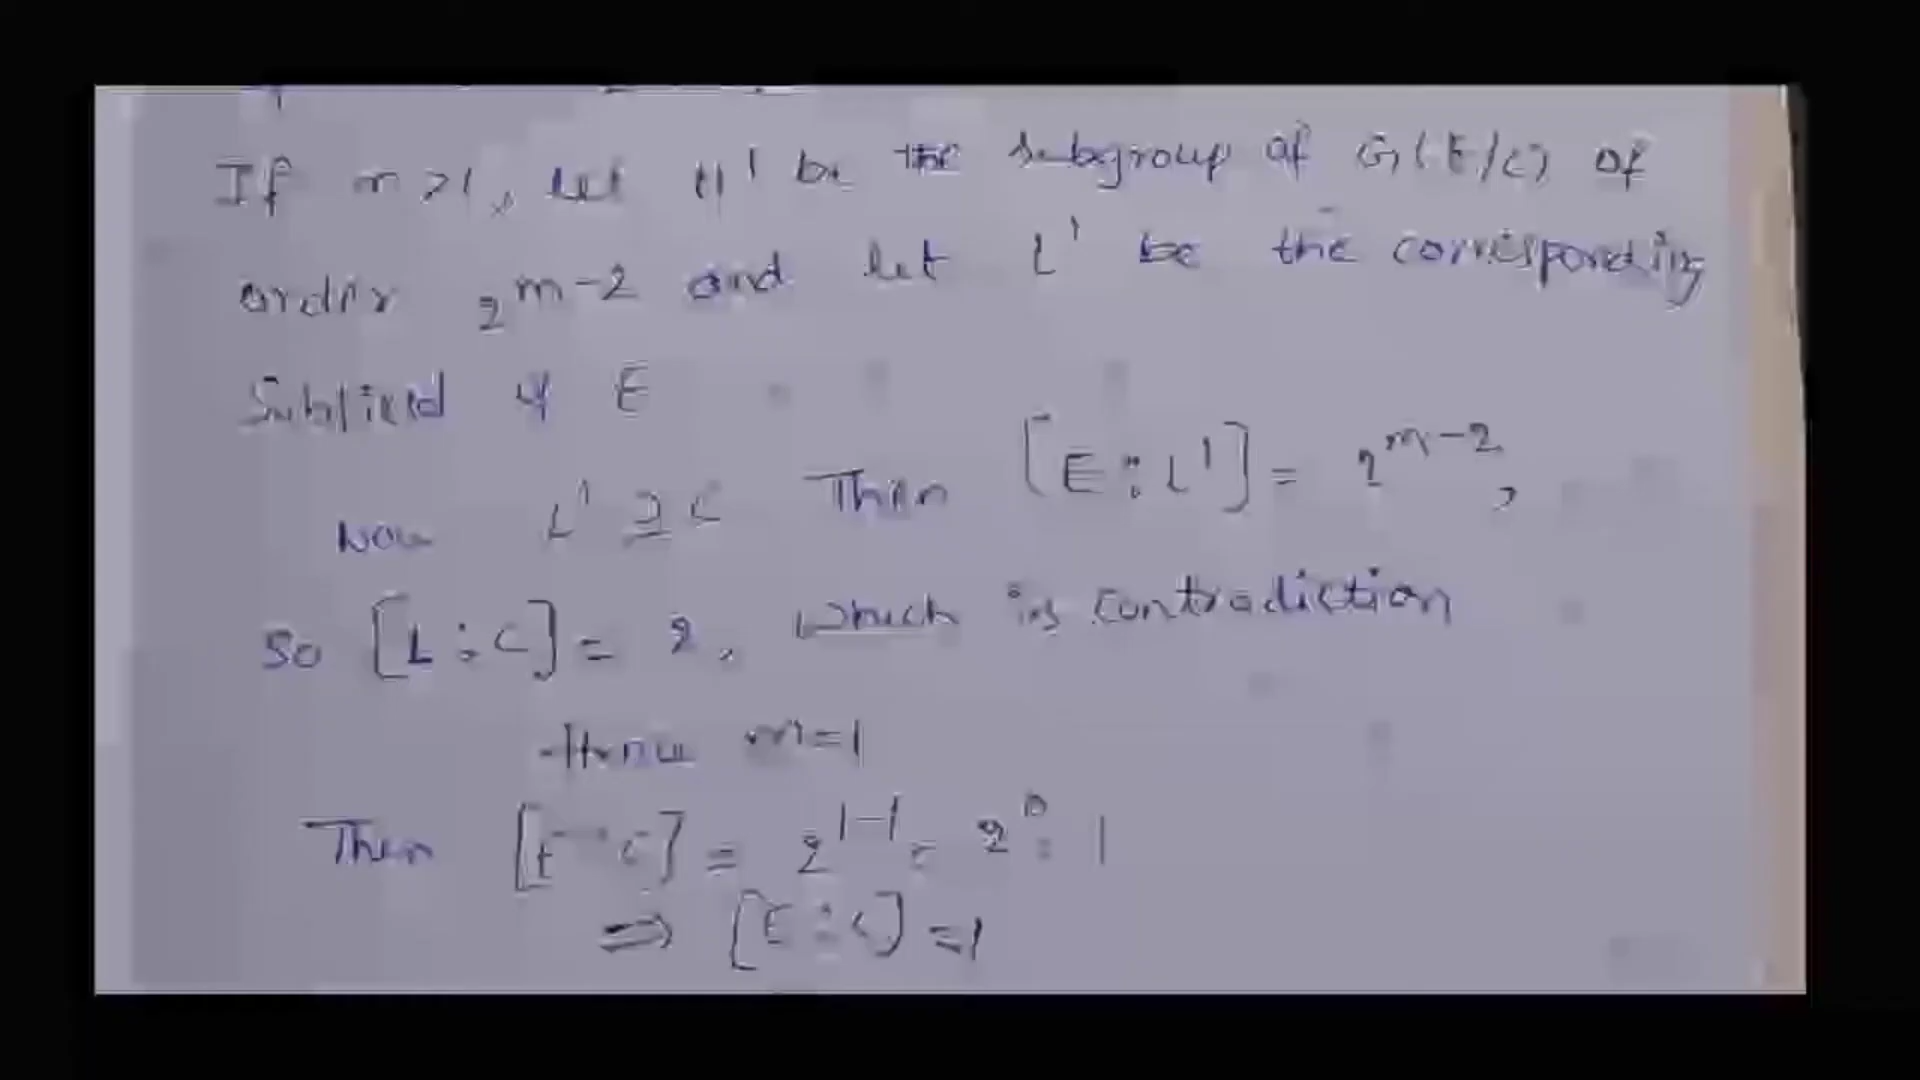 If m>1, let H' be the subgroup of G(E/C) of
order 2^{m-2} and let L' be the corresponding
Subfield of E
Now L' ⊇ C Then [E:L'] = 2^{m-2},
So [L:C] = 2, which is contradiction
Hence m=1
Then [E:C] = 2^{1-1} = 2^0 = 1
⇒ [E:C] =1